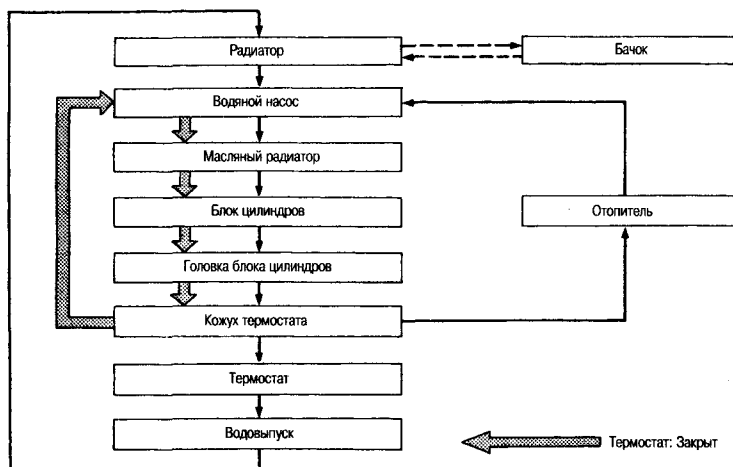 Радиатор
Бачок
Водяной насос
Масляный радиатор
Блок цилиндров
Отопитель
Головка блока цилиндров
Кожух термостата
Термостат
Водовыпуск
Термостат: Закрыт